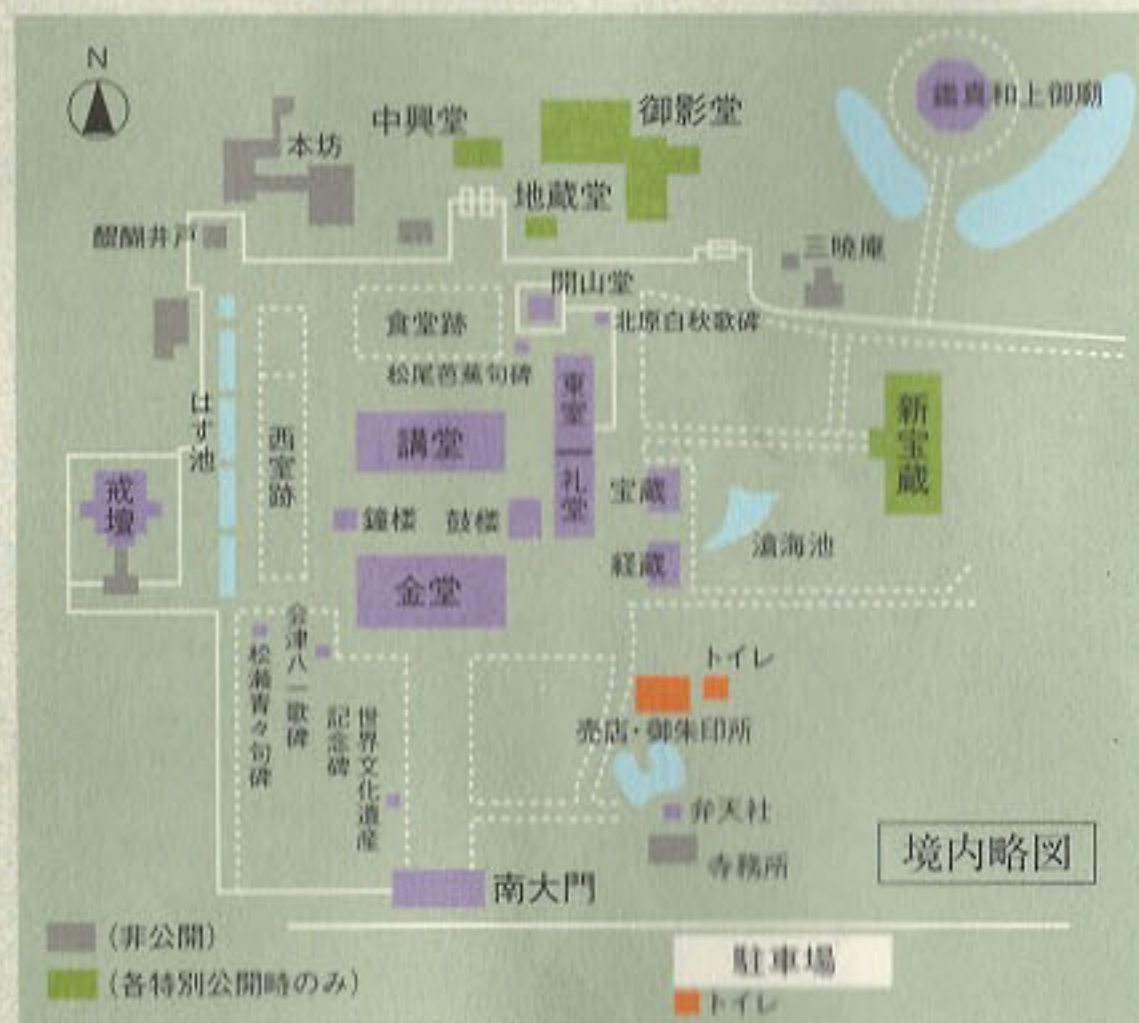 N
鑑真和上御廟
中興堂
御影堂
本坊
地蔵堂
醍醐井戸
三暁庵
開山堂
食堂跡
北原白秋歌碑
松尾芭蕉句碑
東室
はす池
西室跡
講堂
新宝蔵
戒壇
礼堂
宝蔵
鐘楼
鼓楼
滄海池
経蔵
金堂
会津八一歌碑
松瀬青々句碑
トイレ
売店・御朱印所
世界文化遺産
記念碑
弁天社
寺務所
境内略図
南大門
(非公開)
(各特別公開時のみ)
駐車場
トイレ